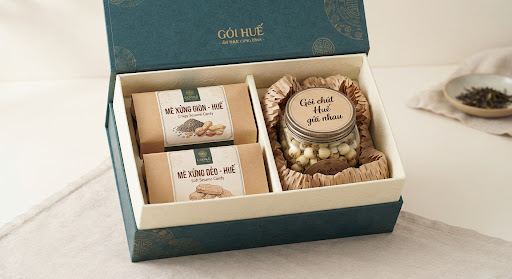 GÓI HUẾ
MÈ XỬNG GIÒN - HUẾ
Crispy Sesame Candy
MÈ XỬNG DẺO - HUẾ
Soft Sesame Candy
Gói chút
Huế
gửi nhau